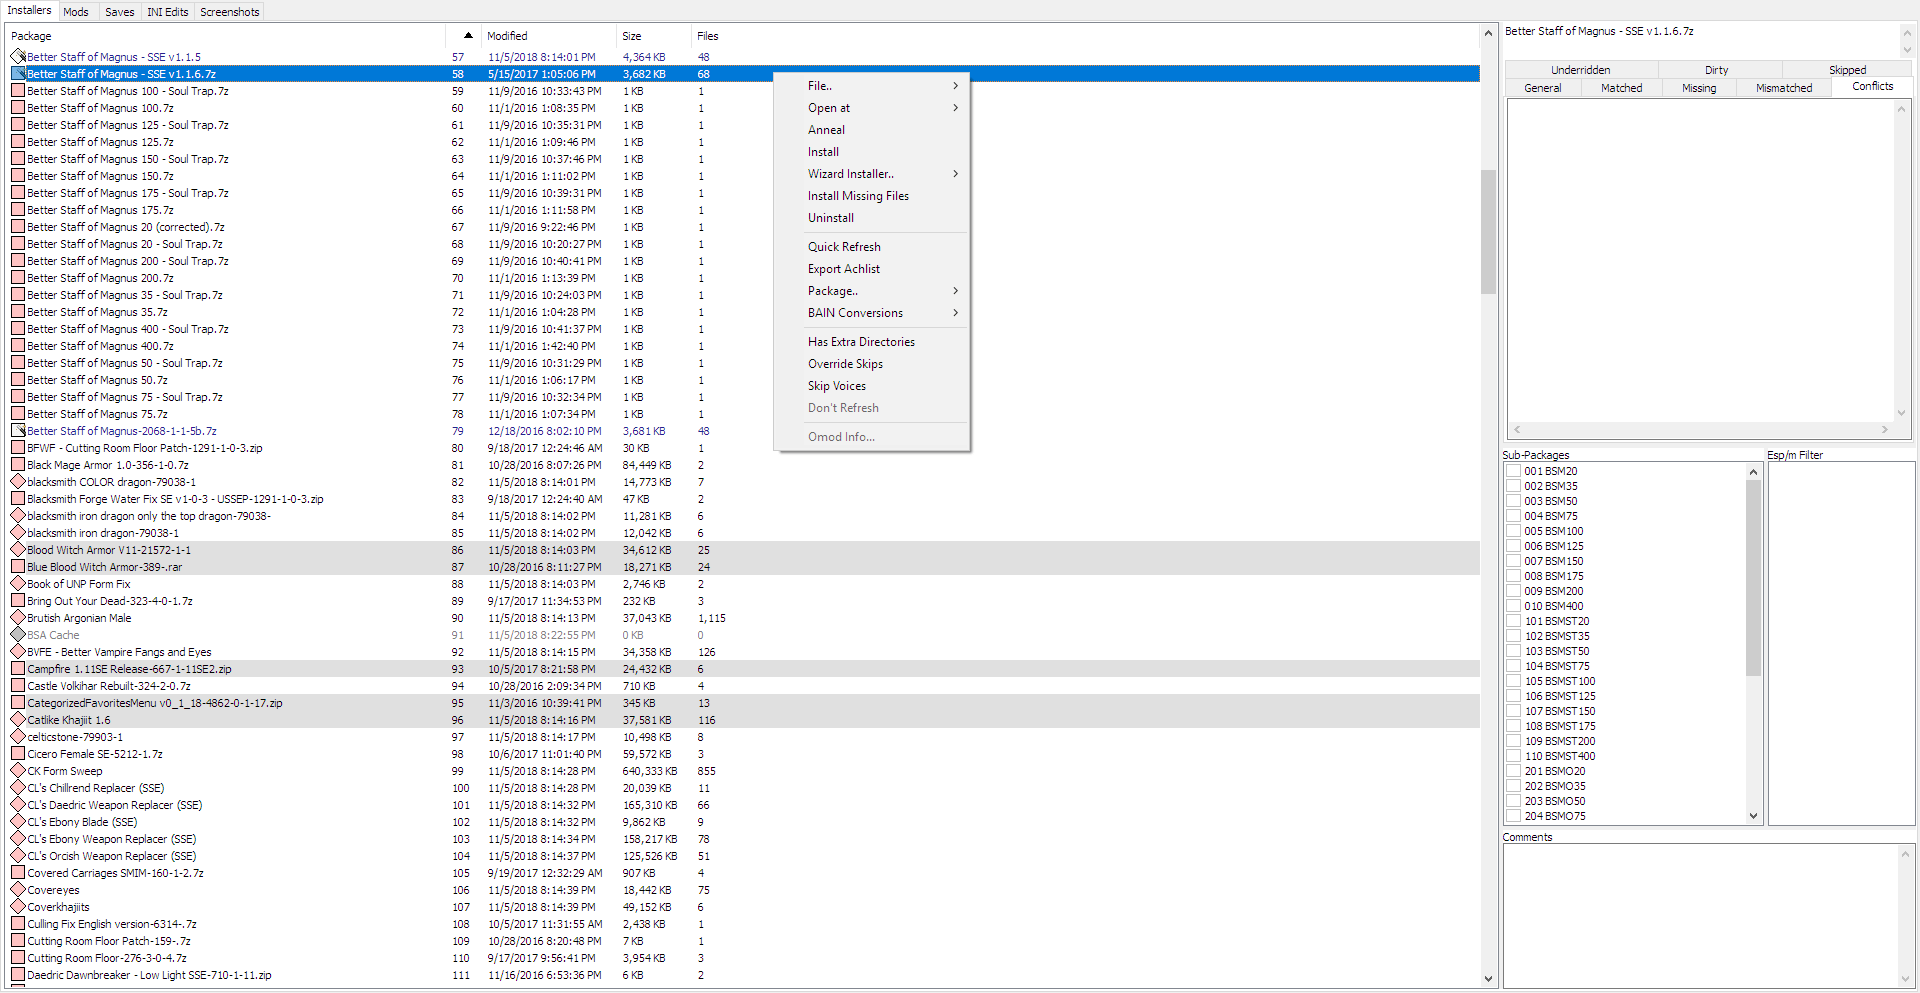 Installers Mods Saves INI Edits Screenshots
Package Modified Size Files
Better Staff of Magnus - SSE v1.1.5 57 11/5/2018 8:14:01 PM 4,364 KB 48
Better Staff of Magnus - SSE v1.1.6.7z 58 5/15/2017 1:05:06 PM 3,682 KB 68
Better Staff of Magnus 100 - Soul Trap.7z 59 11/9/2016 10:33:43 PM 1 KB 1
Better Staff of Magnus 100.7z 60 11/1/2016 1:08:35 PM 1 KB 1
Better Staff of Magnus 125 - Soul Trap.7z 61 11/9/2016 10:35:31 PM 1 KB 1
Better Staff of Magnus 125.7z 62 11/1/2016 1:09:46 PM 1 KB 1
Better Staff of Magnus 150 - Soul Trap.7z 63 11/9/2016 10:37:46 PM 1 KB 1
Better Staff of Magnus 150.7z 64 11/1/2016 1:11:02 PM 1 KB 1
Better Staff of Magnus 175 - Soul Trap.7z 65 11/9/2016 10:39:31 PM 1 KB 1
Better Staff of Magnus 175.7z 66 11/1/2016 1:11:58 PM 1 KB 1
Better Staff of Magnus 20 (corrected).7z 67 11/9/2016 9:22:46 PM 1 KB 1
Better Staff of Magnus 20 - Soul Trap.7z 68 11/9/2016 10:20:27 PM 1 KB 1
Better Staff of Magnus 200 - Soul Trap.7z 69 11/9/2016 10:40:41 PM 1 KB 1
Better Staff of Magnus 200.7z 70 11/1/2016 1:13:39 PM 1 KB 1
Better Staff of Magnus 35 - Soul Trap.7z 71 11/9/2016 10:24:03 PM 1 KB 1
Better Staff of Magnus 35.7z 72 11/1/2016 1:04:28 PM 1 KB 1
Better Staff of Magnus 400 - Soul Trap.7z 73 11/9/2016 10:41:37 PM 1 KB 1
Better Staff of Magnus 400.7z 74 11/1/2016 1:42:40 PM 1 KB 1
Better Staff of Magnus 50 - Soul Trap.7z 75 11/9/2016 10:31:29 PM 1 KB 1
Better Staff of Magnus 50.7z 76 11/1/2016 1:06:17 PM 1 KB 1
Better Staff of Magnus 75 - Soul Trap.7z 77 11/9/2016 10:32:34 PM 1 KB 1
Better Staff of Magnus 75.7z 78 11/1/2016 1:07:34 PM 1 KB 1
Better Staff of Magnus-2068-1-1-5b.7z 79 12/18/2016 8:02:10 PM 3,681 KB 48
BFWF - Cutting Room Floor Patch-1291-1-0-3.zip 80 9/18/2017 12:24:46 AM 30 KB 1
Black Mage Armor 1.0-356-1-0.7z 81 10/28/2016 8:07:26 PM 84,449 KB 2
blacksmith COLOR dragon-79038-1 82 11/5/2018 8:14:01 PM 14,773 KB 7
Blacksmith Forge Water Fix SE v1-0-3 - USSEP-1291-1-0-3.zip 83 9/18/2017 12:24:40 AM 47 KB 2
blacksmith iron dragon only the top dragon-79038- 84 11/5/2018 8:14:02 PM 11,281 KB 6
blacksmith iron dragon-79038-1 85 11/5/2018 8:14:02 PM 12,042 KB 6
Blood Witch Armor V11-21572-1-1 86 11/5/2018 8:14:03 PM 34,612 KB 25
Blue Blood Witch Armor-389-.rar 87 10/28/2016 8:11:27 PM 18,271 KB 24
Book of UNP Form Fix 88 11/5/2018 8:14:03 PM 2,746 KB 2
Bring Out Your Dead-323-4-0-1.7z 89 9/17/2017 11:34:53 PM 232 KB 3
Brutish Argonian Male 90 11/5/2018 8:14:13 PM 37,043 KB 1,115
BSA Cache 91 11/5/2018 8:22:55 PM 0 KB 0
BVFE - Better Vampire Fangs and Eyes 92 11/5/2018 8:14:15 PM 34,358 KB 126
Campfire 1.11SE Release-667-1-11SE2.zip 93 10/5/2017 8:21:58 PM 24,432 KB 6
Castle Volkihar Rebuilt-324-2-0.7z 94 10/28/2016 2:09:34 PM 710 KB 4
CategorizedFavoritesMenu v0_1_18-4862-0-1-17.zip 95 11/3/2016 10:39:41 PM 345 KB 13
Catlike Khajiit 1.6 96 11/5/2018 8:14:16 PM 37,581 KB 116
celticstone-79903-1 97 11/5/2018 8:14:17 PM 10,498 KB 8
Cicero Female SE-5212-1.7z 98 10/6/2017 11:01:40 PM 59,572 KB 3
CK Form Sweep 99 11/5/2018 8:14:28 PM 640,333 KB 855
CL's Chillrend Replacer (SSE) 100 11/5/2018 8:14:28 PM 20,039 KB 11
CL's Daedric Weapon Replacer (SSE) 101 11/5/2018 8:14:32 PM 165,310 KB 66
CL's Ebony Blade (SSE) 102 11/5/2018 8:14:32 PM 9,862 KB 9
CL's Ebony Weapon Replacer (SSE) 103 11/5/2018 8:14:34 PM 158,217 KB 78
CL's Orcish Weapon Replacer (SSE) 104 11/5/2018 8:14:37 PM 125,526 KB 51
Covered Carriages SMIM-160-1-2.7z 105 9/19/2017 12:32:29 AM 907 KB 4
Covereyes 106 11/5/2018 8:14:39 PM 18,442 KB 75
Coverkhajiits 107 11/5/2018 8:14:39 PM 49,152 KB 6
Culling Fix English version-6314-.7z 108 10/5/2017 11:31:55 AM 2,438 KB 1
Cutting Room Floor Patch-159-.7z 109 10/28/2016 8:20:48 PM 7 KB 1
Cutting Room Floor-276-3-0-4.7z 110 9/17/2017 9:56:41 PM 3,954 KB 3
Daedric Dawnbreaker - Low Light SSE-710-1-11.zip 111 11/16/2016 6:53:36 PM 6 KB 2
File..
Open at
Anneal
Install
Wizard Installer..
Install Missing Files
Uninstall
Quick Refresh
Export Achlist
Package..
BAIN Conversions
Has Extra Directories
Override Skips
Skip Voices
Don't Refresh
Omod Info...
Better Staff of Magnus - SSE v1.1.6.7z
Underridden Dirty Skipped
General Matched Missing Mismatched Conflicts
Sub-Packages
001 BSM20
002 BSM35
003 BSM50
004 BSM75
005 BSM100
006 BSM125
007 BSM150
008 BSM175
009 BSM200
010 BSM400
101 BSMST20
102 BSMST35
103 BSMST50
104 BSMST75
105 BSMST100
106 BSMST125
107 BSMST150
108 BSMST175
109 BSMST200
110 BSMST400
201 BSMO20
202 BSMO35
203 BSMO50
204 BSMO75
Esp/m Filter
Comments